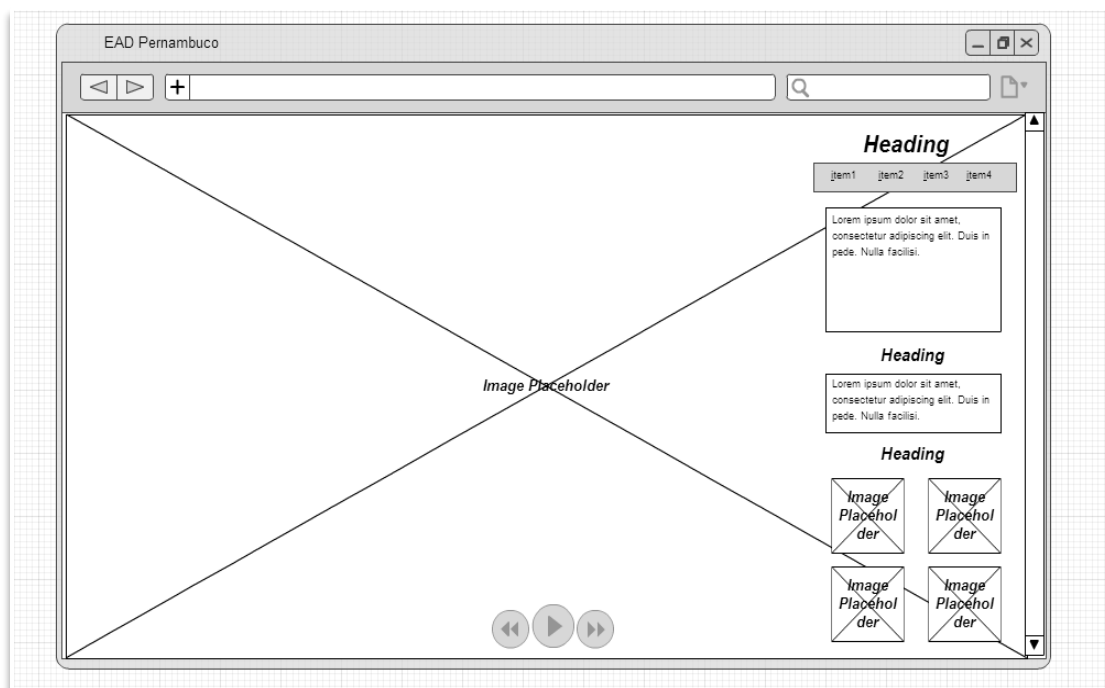 EAD Pernambuco
Heading
item1 item2 item3 item4
Lorem ipsum dolor sit amet,
consectetur adipiscing elit. Duis in
pede. Nulla facilisi.
Image Placeholder
Heading
Lorem ipsum dolor sit amet,
consectetur adipiscing elit. Duis in
pede. Nulla facilisi.
Heading
Image
Placehol
der
Image
Placehol
der
Image
Placehol
der
Image
Placehol
der